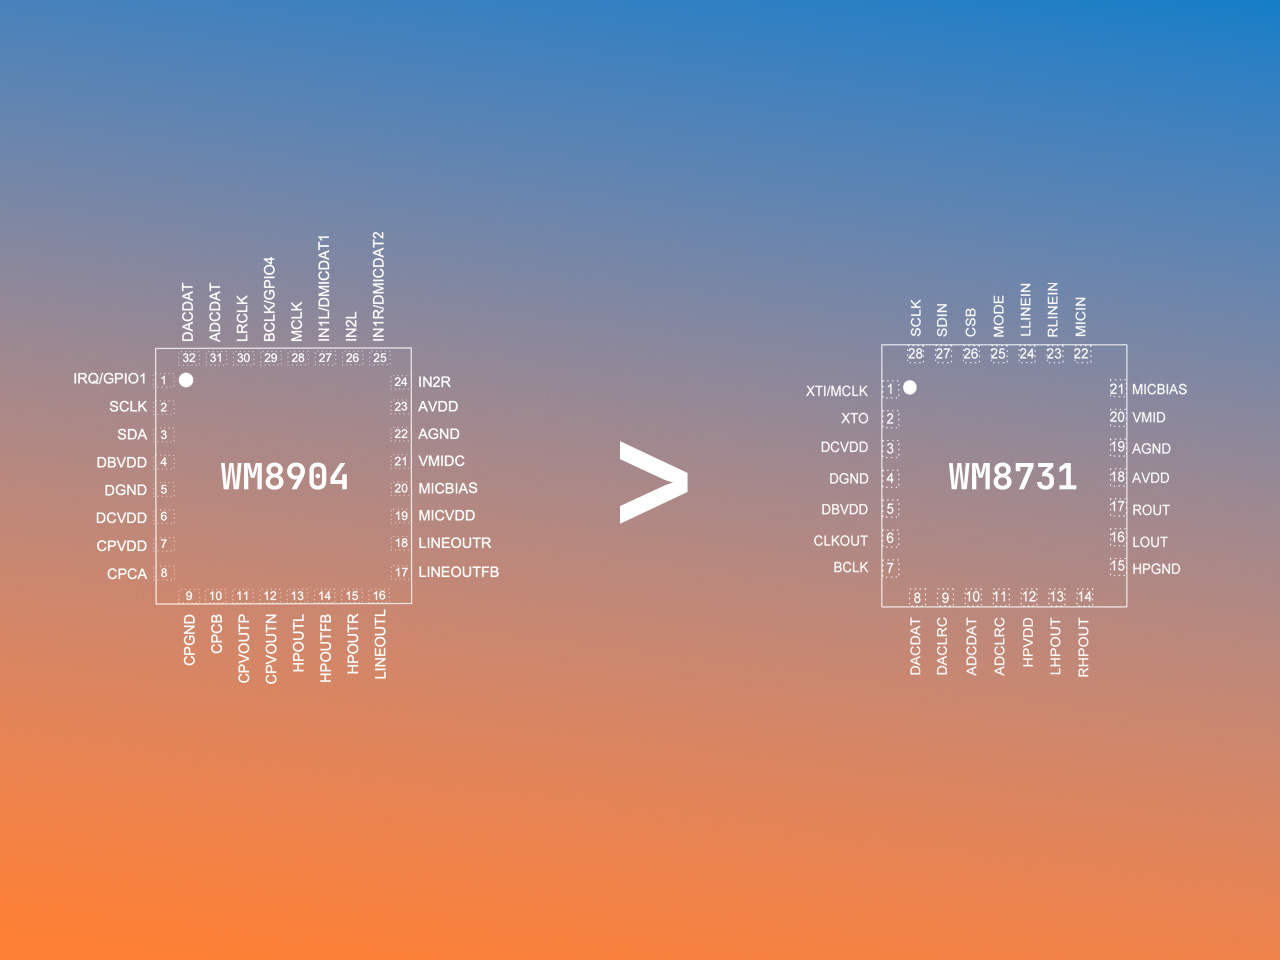 DACDAT
ADCDAT
LRCLK
BCLK/GPIO4
MCLK
IN1L/DMICDAT1
IN2L
IN1R/DMICDAT2
32 31 30 29 28 27 26 25
IRQ/GPIO1 1
SCLK 2
SDA 3
DBVDD 4
DGND 5
DCVDD 6
CPVDD 7
CPCA 8
WM8904
24 IN2R
23 AVDD
22 AGND
21 VMIDC
20 MICBIAS
19 MICVDD
18 LINEOUTR
17 LINEOUTFB
9 10 11 12 13 14 15 16
CPGND
CPCB
CPVOUTP
CPVOUTN
HPOUTL
HPOUTFB
HPOUTR
LINEOUTL
>
SCLK
SDIN
CSB
MODE
LLINEIN
RLINEIN
MICIN
28 27 26 25 24 23 22
XTI/MCLK 1
XTO 2
DCVDD 3
DGND 4
DBVDD 5
CLKOUT 6
BCLK 7
WM8731
21 MICBIAS
20 VMID
19 AGND
18 AVDD
17 ROUT
16 LOUT
15 HPGND
8 9 10 11 12 13 14
DACDAT
DACLRC
ADCDAT
ADCLRC
HPVDD
LHPOUT
RHPOUT